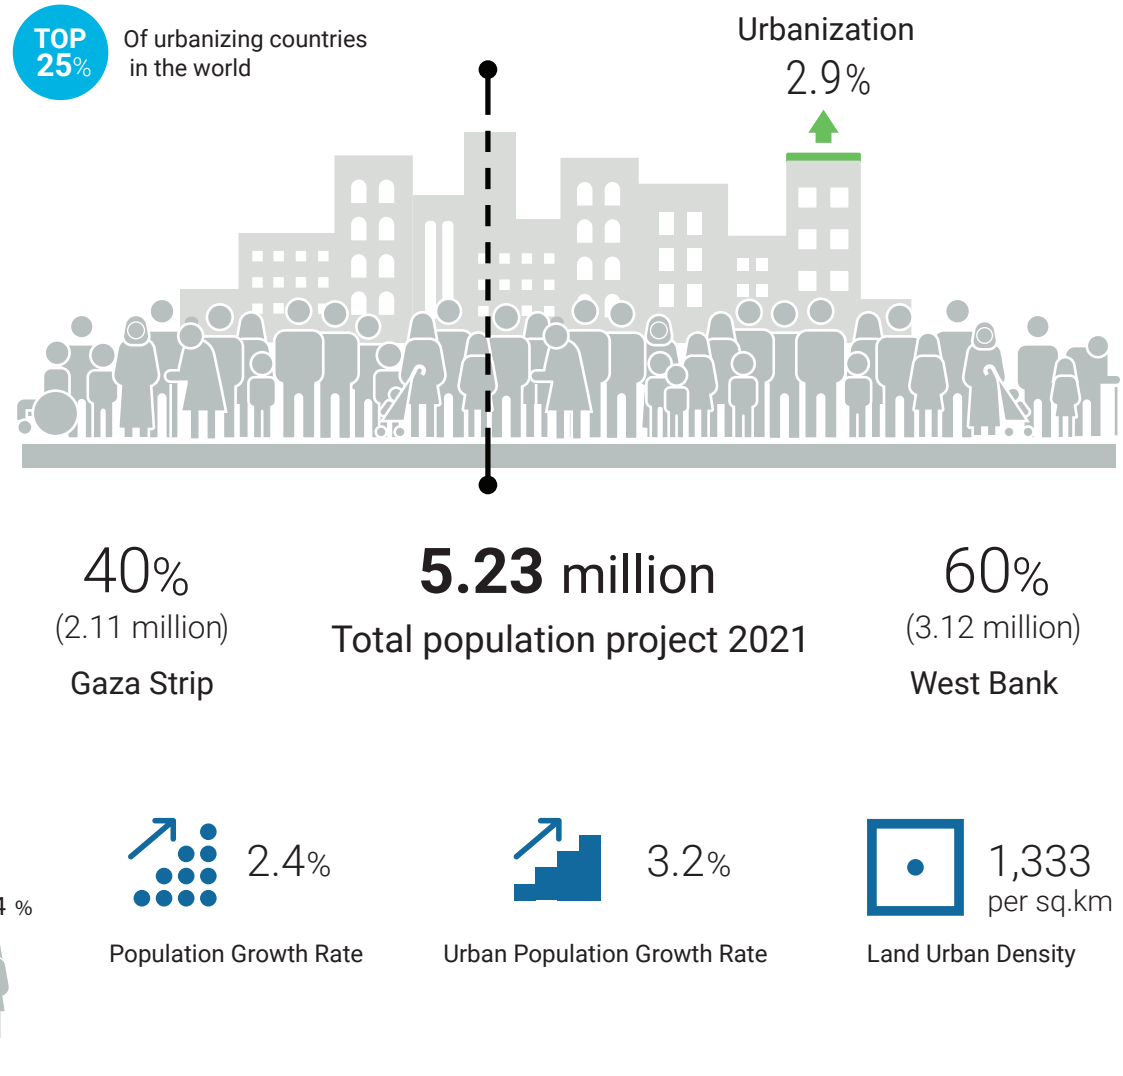 TOP
25%
Of urbanizing countries
in the world
Urbanization
2.9%
40%
(2.11 million)
Gaza Strip
5.23 million
Total population project 2021
60%
(3.12 million)
West Bank
2.4%
Population Growth Rate
3.2%
Urban Population Growth Rate
1,333
per sq.km
Land Urban Density
%